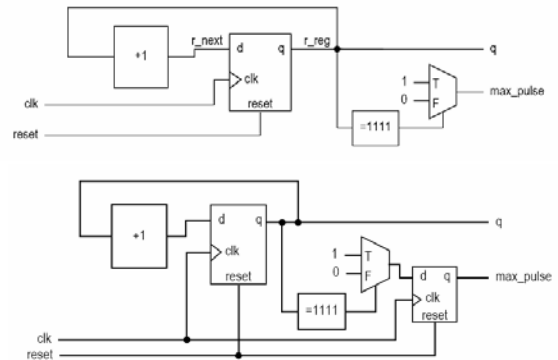 r_next
r_reg
d
q
q
+1
clk
1
T
max_pulse
clk
0
F
reset
=1111
reset
d
q
q
+1
clk
1
T
0
F
d
q
max_pulse
reset
clk
=1111
clk
reset
reset